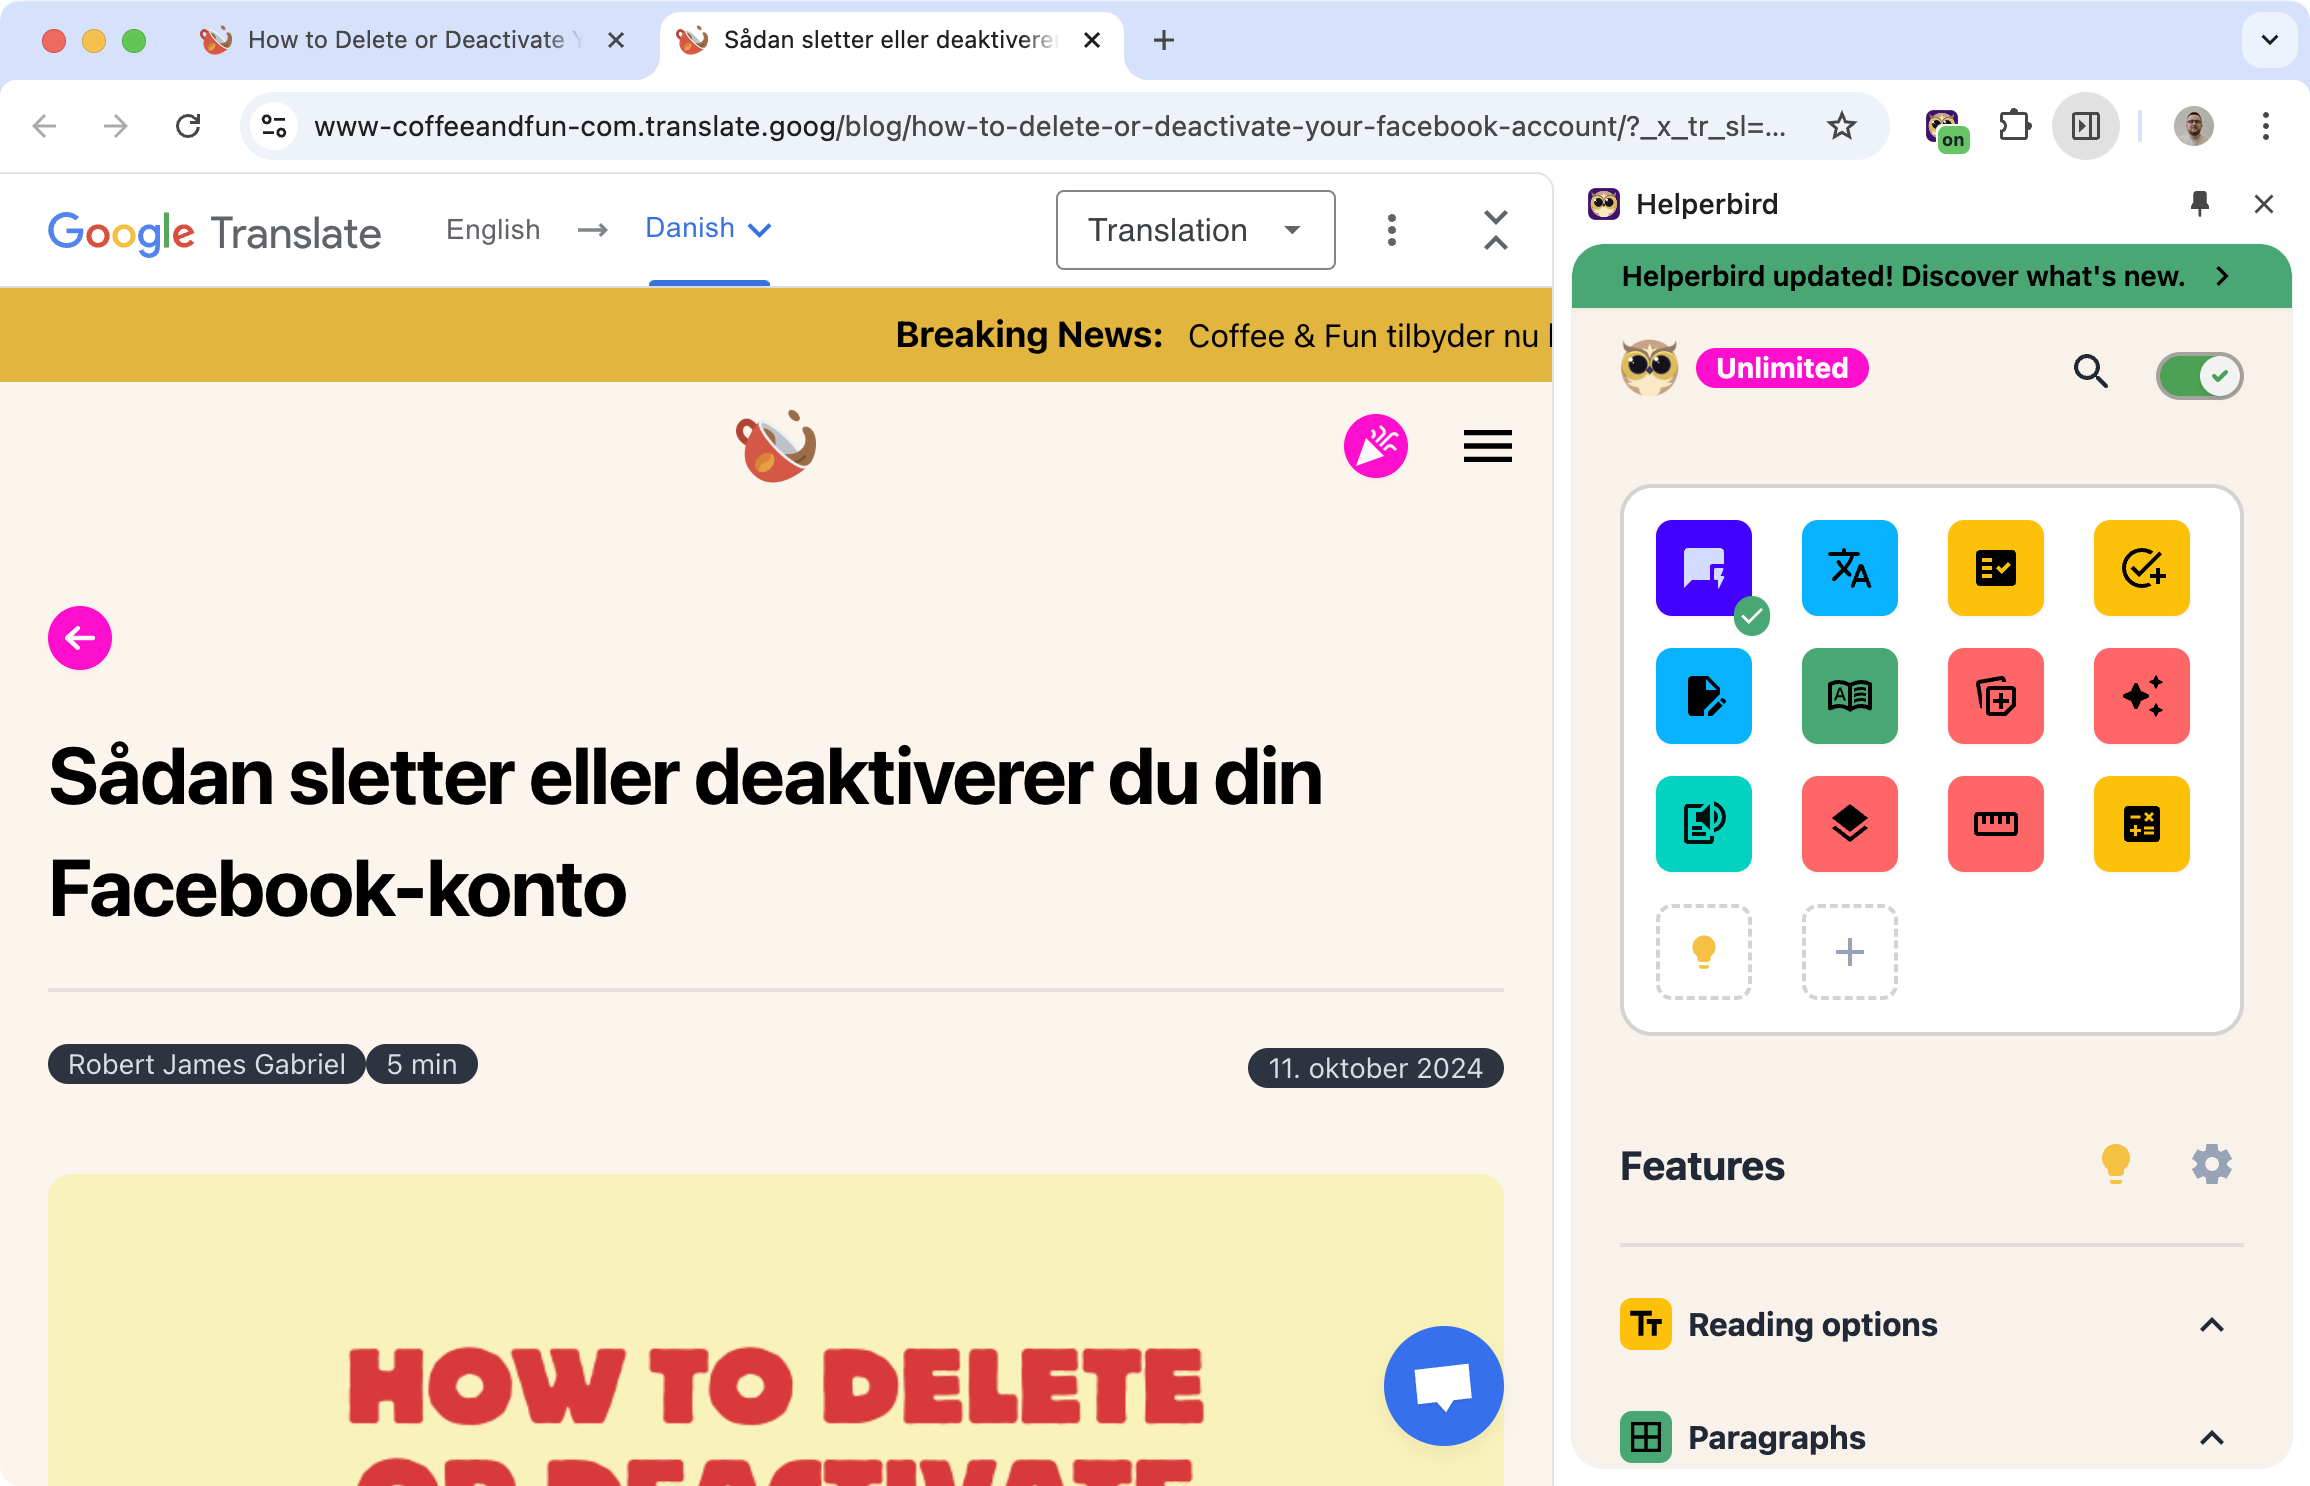 How to Delete or Deactivate Y
Sådan sletter eller deaktiverer
www-coffeeandfun-com.translate.goog/blog/how-to-delete-or-deactivate-your-facebook-account/?_x_tr_sl=...
on
Google Translate
English → Danish
Translation
Breaking News: Coffee & Fun tilbyder nu
Sådan sletter eller deaktiverer du din
Facebook-konto
Robert James Gabriel
5 min
11. oktober 2024
HOW TO DELETE
OR DEACTIVATE
Helperbird
Helperbird updated! Discover what's new.
Unlimited
Features
Reading options
Paragraphs